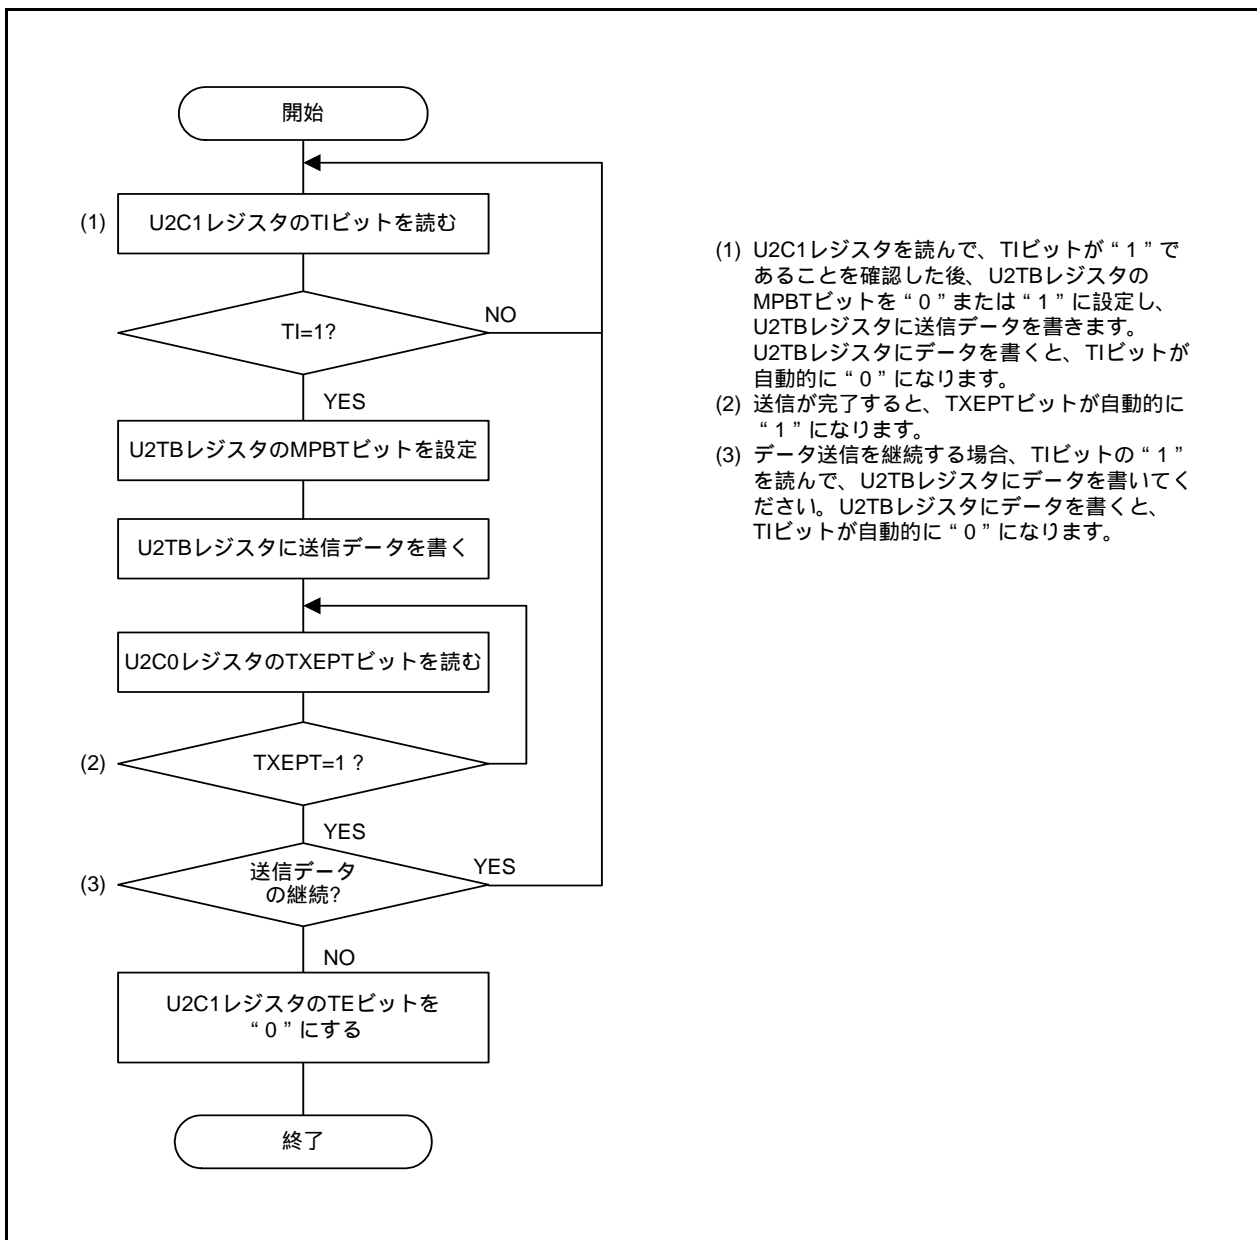 開始
(1) U2C1レジスタのTIビットを読む
TI=1?
NO
YES
U2TBレジスタのMPBTビットを設定
U2TBレジスタに送信データを書く
U2C0レジスタのTXEPTビットを読む
(2) TXEPT=1 ?
YES
(3) 送信データ
の継続?
YES
NO
U2C1レジスタのTEビットを
“ 0 ” にする
終了
(1) U2C1レジスタを読んで、TIビットが “ 1 ” で
あることを確認した後、U2TBレジスタの
MPBTビットを “ 0 ” または “ 1 ” に設定し、
U2TBレジスタに送信データを書きます。
U2TBレジスタにデータを書くと、TIビットが
自動的に “ 0 ” になります。
(2) 送信が完了すると、TXEPTビットが自動的に
“ 1 ” になります。
(3) データ送信を継続する場合、TIビットの “ 1 ”
を読んで、U2TBレジスタにデータを書いてく
ださい。U2TBレジスタにデータを書くと、
TIビットが自動的に “ 0 ” になります。